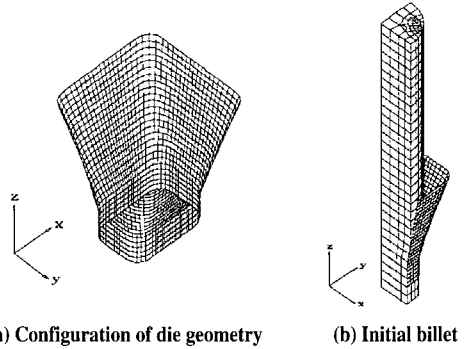 z
x
y
z
y
x
) Configuration of die geometry
(b) Initial billet